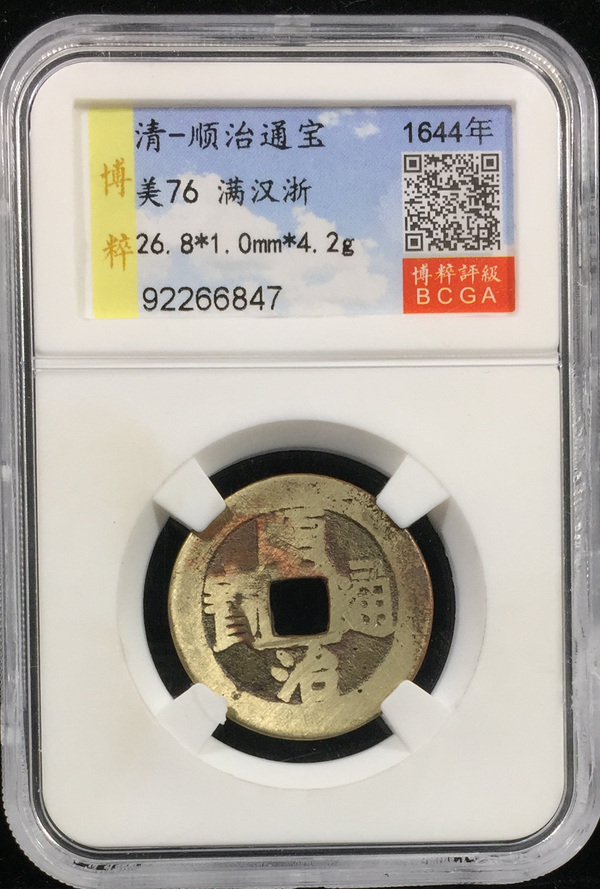 清-顺治通宝
1644年
美76 满汉浙
26.8*1.0mm*4.2g
92266847
博粹
博粹評級
BCGA
順治通寳